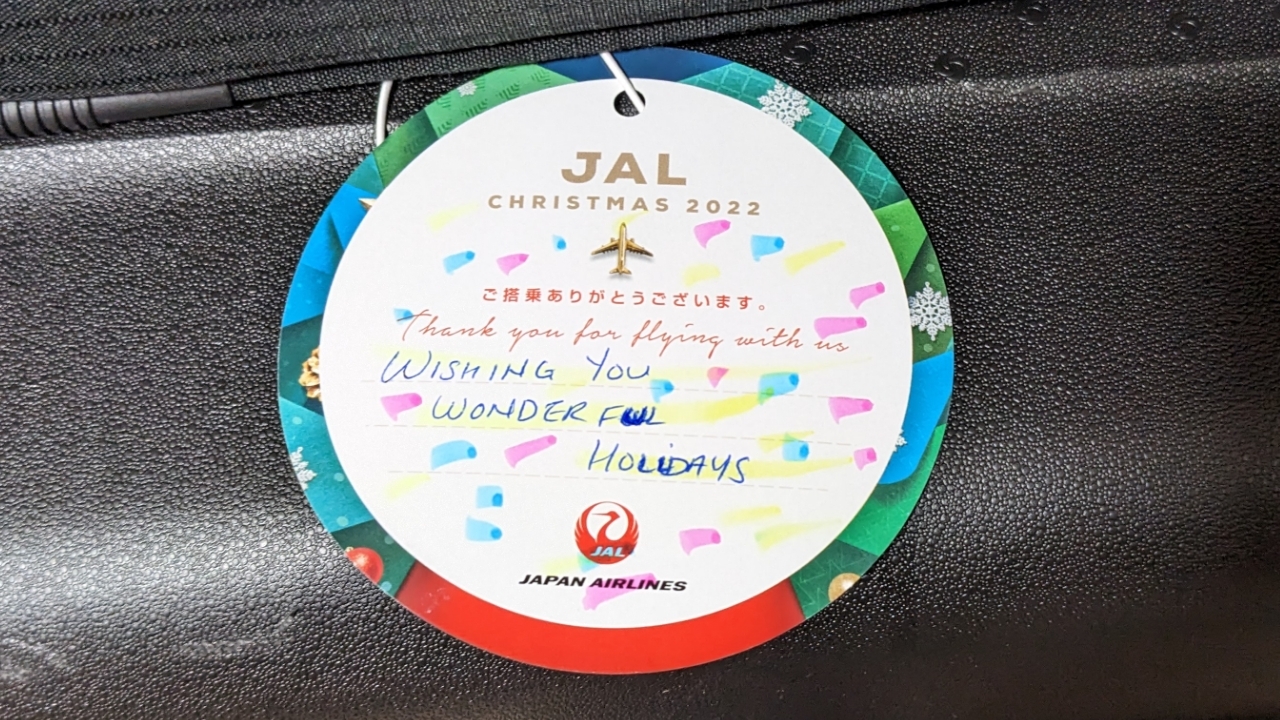 JAL
CHRISTMAS 2022
ご搭乗ありがとうございます。
Thank you for flying with us
WISHING YOU
WONDERFUL
HOLIDAYS
JAL
JAPAN AIRLINES